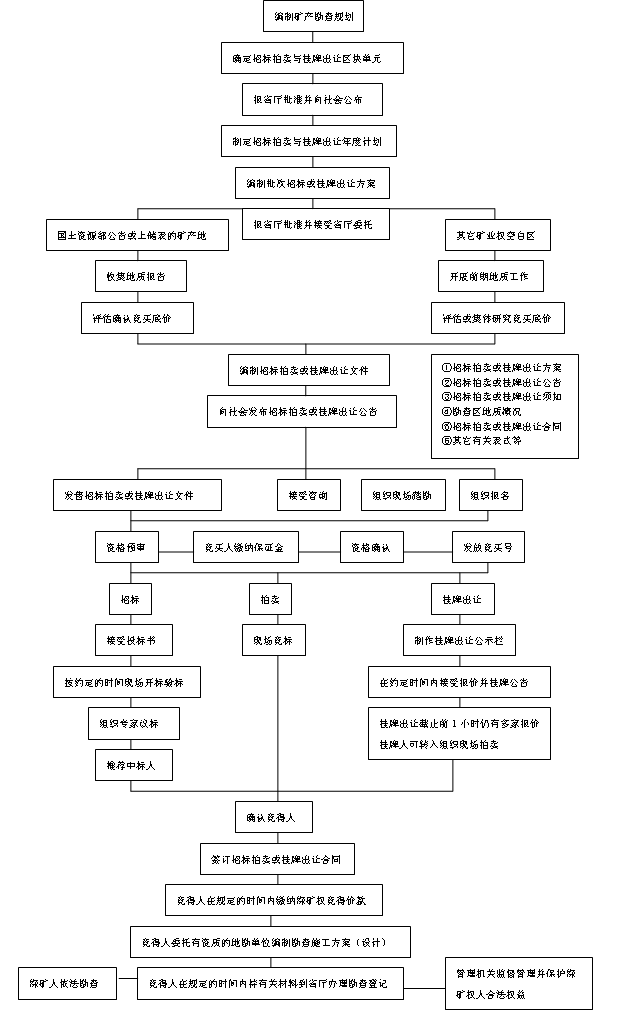 编制矿产勘查规划
确定招标拍卖与挂牌出让区块单元
报省厅批准并向社会公布
制定招标拍卖与挂牌出让年度计划
编制批次招标或挂牌出让方案
国土资源部公告或上储表的矿产地
报省厅批准并接受省厅委托
其它矿业权空白区
收集地质报告
开展前期地质工作
评估确认竞买底价
评估或集体研究竞买底价
编制招标拍卖或挂牌出让文件
向社会发布招标拍卖或挂牌出让公告
①招标拍卖或挂牌出让方案
②招标拍卖或挂牌出让公告
③招标拍卖或挂牌出让须知
④勘查区地质概况
⑤招标拍卖或挂牌出让合同
⑥其它有关表式等
发售招标拍卖或挂牌出让文件
接受咨询
组织现场踏勘
组织报名
资格预审
竞买人缴纳保证金
资格确认
发放竞买号
招标
拍卖
挂牌出让
接受投标书
现场竞标
制作挂牌出让公示栏
按约定的时间现场开标验标
在约定时间内接受报价并挂牌公告
组织专家议标
挂牌出让截止前1小时仍有多家报价
挂牌人可转入组织现场拍卖
推荐中标人
确认竞得人
签订招标拍卖或挂牌出让合同
竞得人在规定的时间内缴纳探矿权竞得价款
竞得人委托有资质的地勘单位编制勘查施工方案（设计）
探矿人依法勘查
竞得人在规定的时间内持有关材料到省厅办理勘查登记
管理机关监督管理并保护探
矿权人合法权益